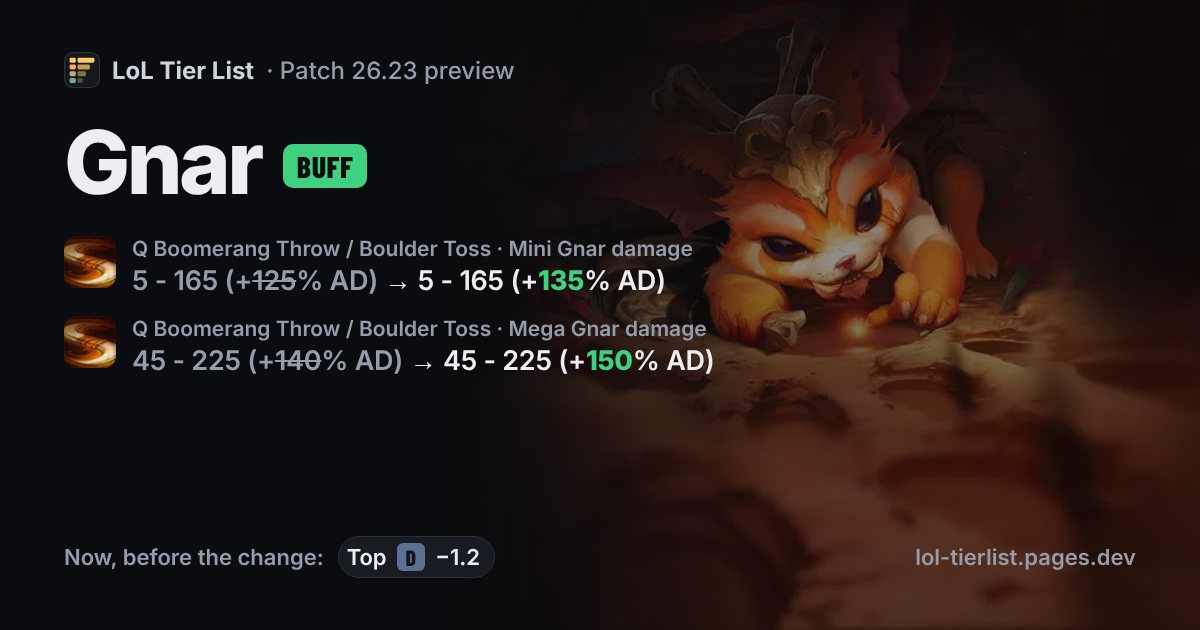 LoL Tier List · Patch 26.23 preview
Gnar BUFF
Q Boomerang Throw / Boulder Toss · Mini Gnar damage
5 - 165 (+125% AD) → 5 - 165 (+135% AD)
Q Boomerang Throw / Boulder Toss · Mega Gnar damage
45 - 225 (+140% AD) → 45 - 225 (+150% AD)
Now, before the change: Top D −1.2
lol-tierlist.pages.dev